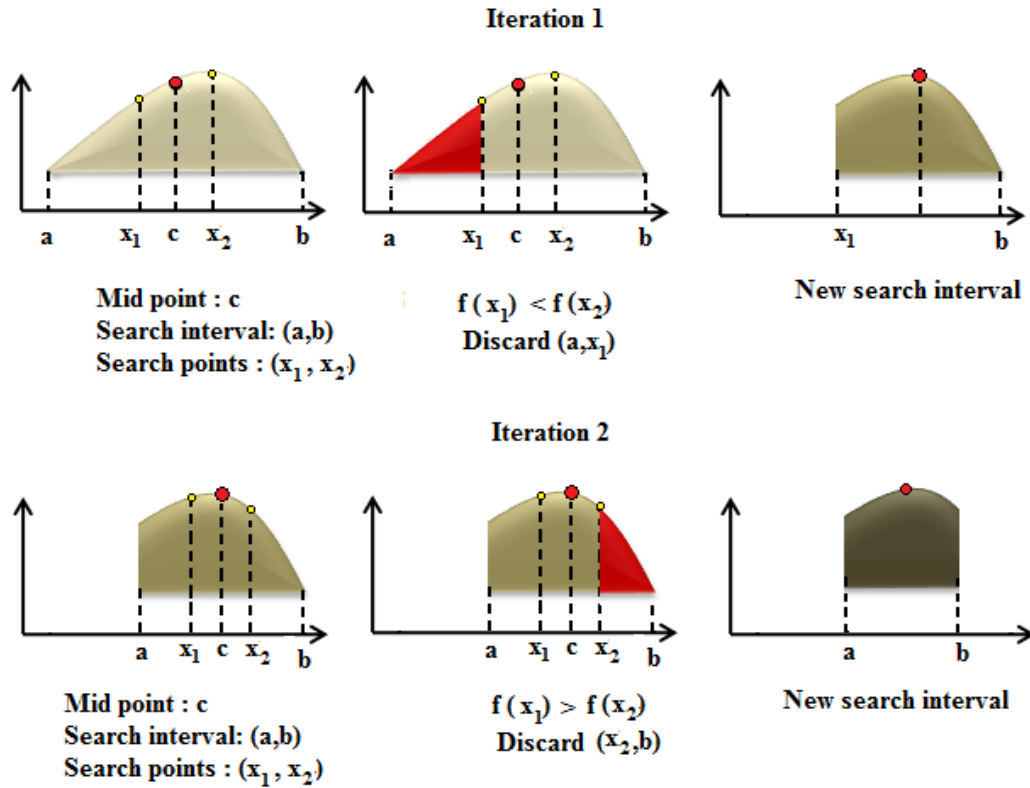 Iteration 1
a x₁ c x₂ b
Mid point : c
Search interval: (a,b)
Search points : (x₁ , x₂)
a x₁ c x₂ b
f (x₁) < f (x₂)
Discard (a,x₁)
x₁ b
New search interval
Iteration 2
a x₁ c x₂ b
Mid point : c
Search interval: (a,b)
Search points : (x₁ , x₂)
a x₁ c x₂ b
f (x₁) > f (x₂)
Discard (x₂,b)
a b
New search interval